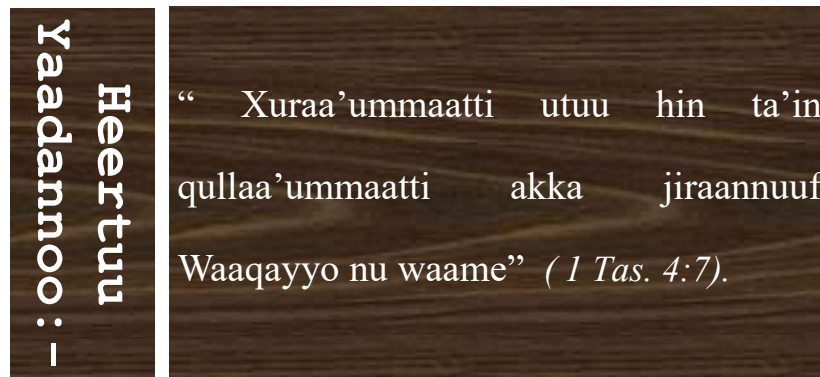 Heertuu
Yaadannoo:-
“ Xuraa’ummaatti utuu hin ta’in
qullaa’ummaatti akka jiraannuuf
Waaqayyo nu waame” ( 1 Tas. 4:7).